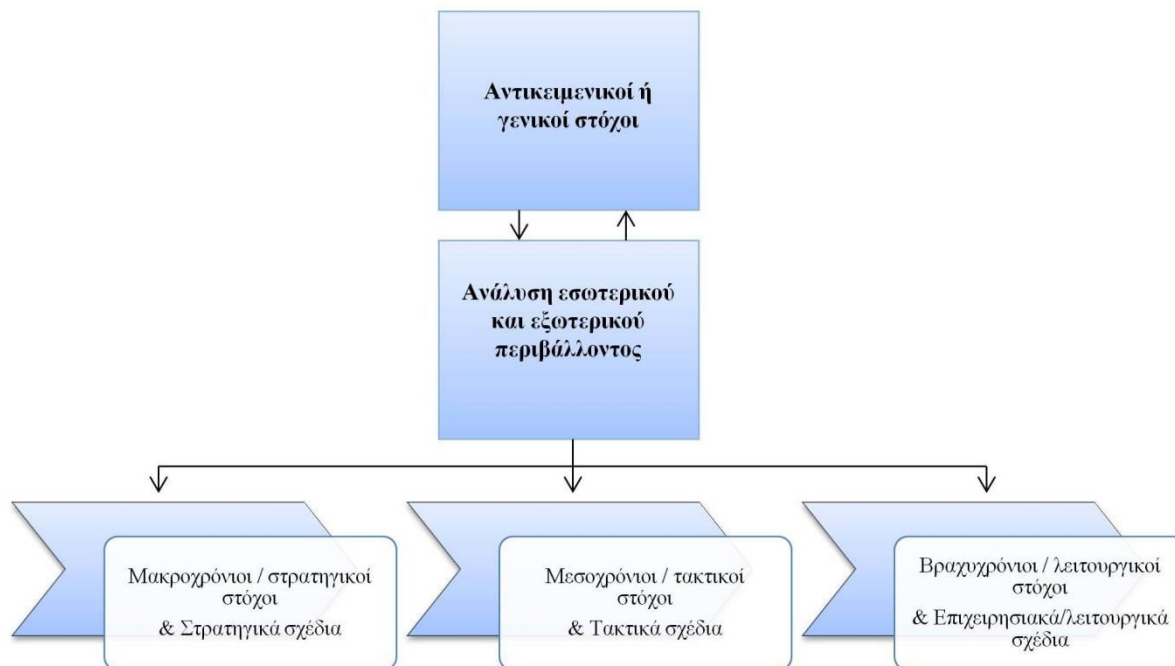 Αντικειμενικοί ή
γενικοί στόχοι
Ανάλυση εσωτερικού
και εξωτερικού
περιβάλλοντος
Μακροχρόνιοι / στρατηγικοί
στόχοι
& Στρατηγικά σχέδια
Μεσοχρόνιοι / τακτικοί
στόχοι
& Τακτικά σχέδια
Βραχυχρόνιοι / λειτουργικοί
στόχοι
& Επιχειρησιακά/λειτουργικά
σχέδια